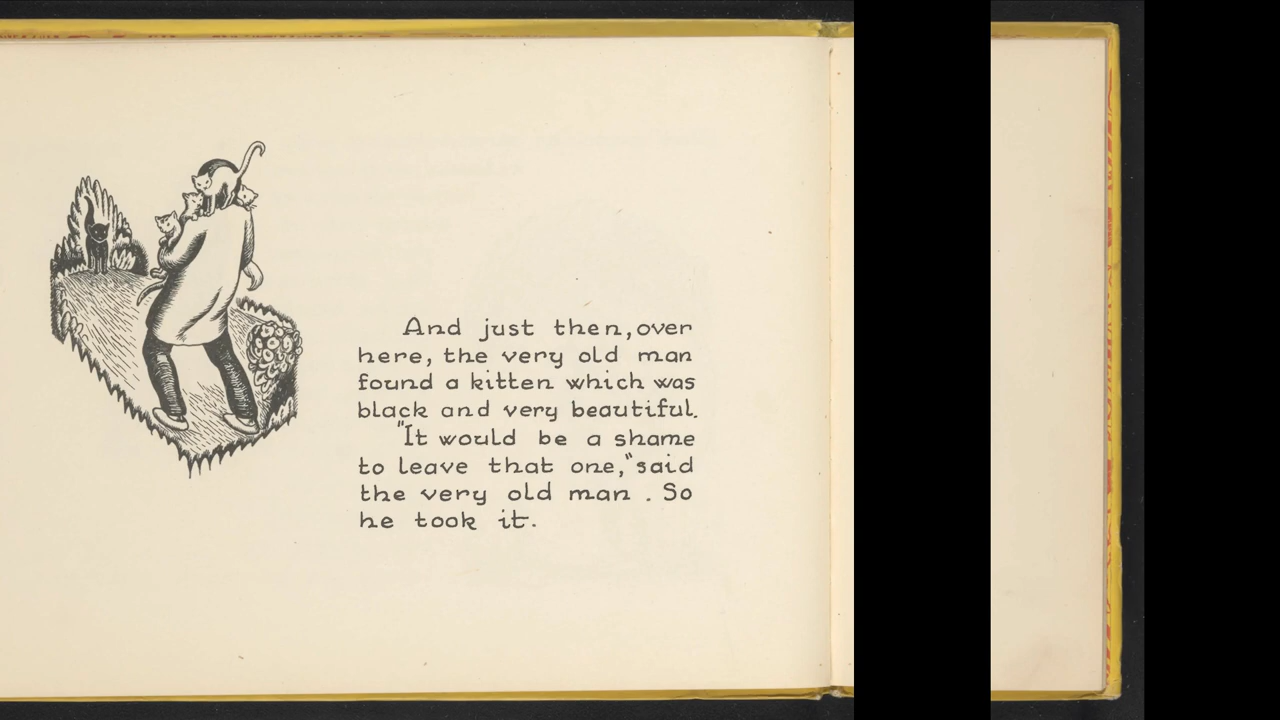 And just then, over
here, the very old man
found a kitten which was
black and very beautiful.
"It would be a shame
to leave that one," said
the very old man . So
he took it.